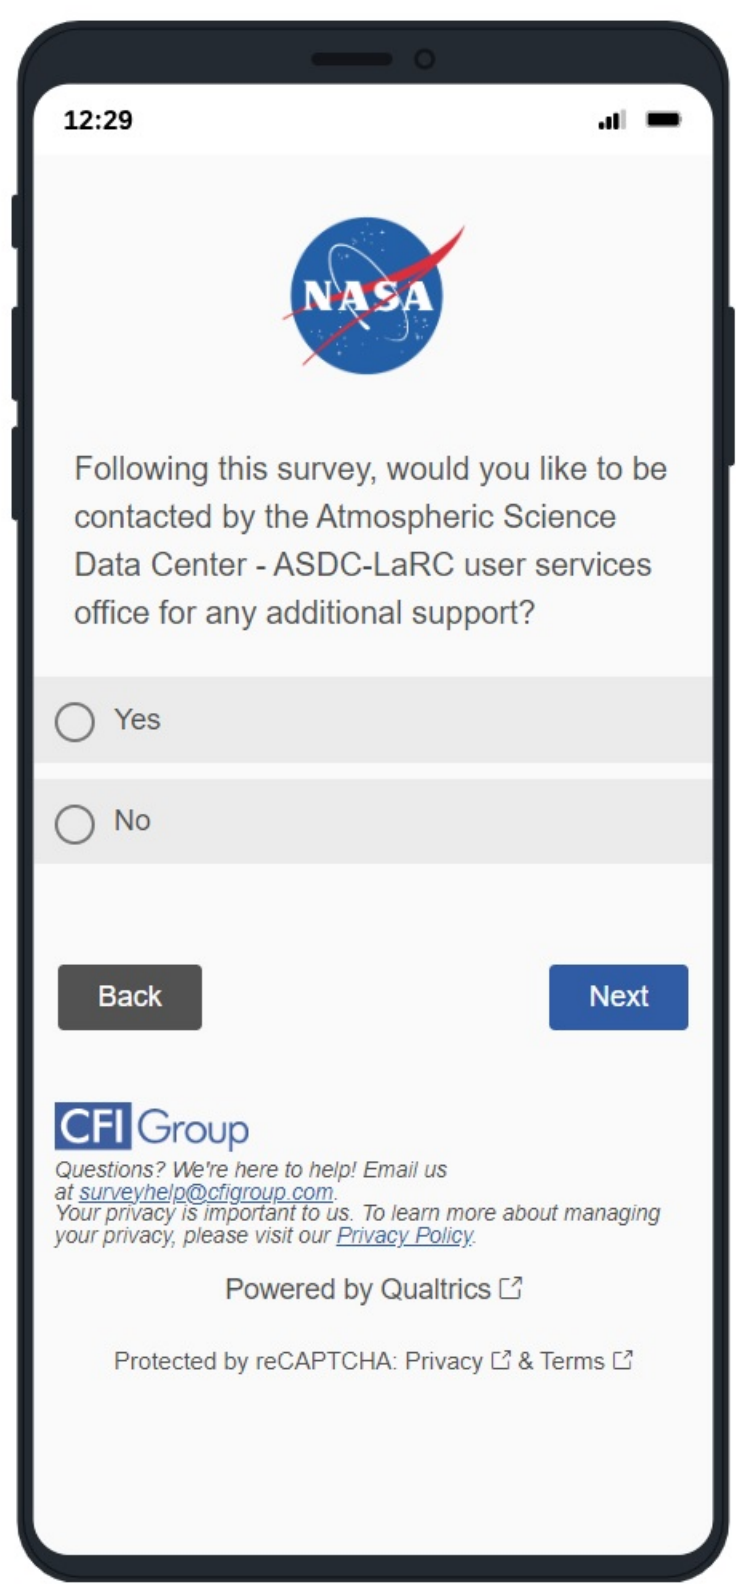 12:29
NASA
Following this survey, would you like to be
contacted by the Atmospheric Science
Data Center - ASDC-LaRC user services
office for any additional support?
Yes
No
Back
Next
CFI Group
Questions? We're here to help! Email us
at surveyhelp@cfigroup.com.
Your privacy is important to us. To learn more about managing
your privacy, please visit our Privacy Policy.
Powered by Qualtrics
Protected by reCAPTCHA: Privacy & Terms